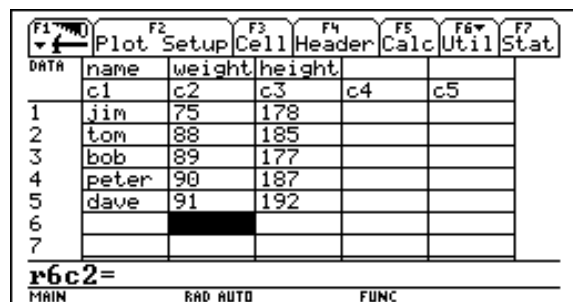 F1 F2 F3 F4 F5 F6 F7
Plot Setup Cell Header Calc Util Stat
DATA name weight height
c1 c2 c3 c4 c5
1 jim 75 178
2 tom 88 185
3 bob 89 177
4 peter 90 187
5 dave 91 192
6
7
r6c2=
MAIN RAD AUTO FUNC